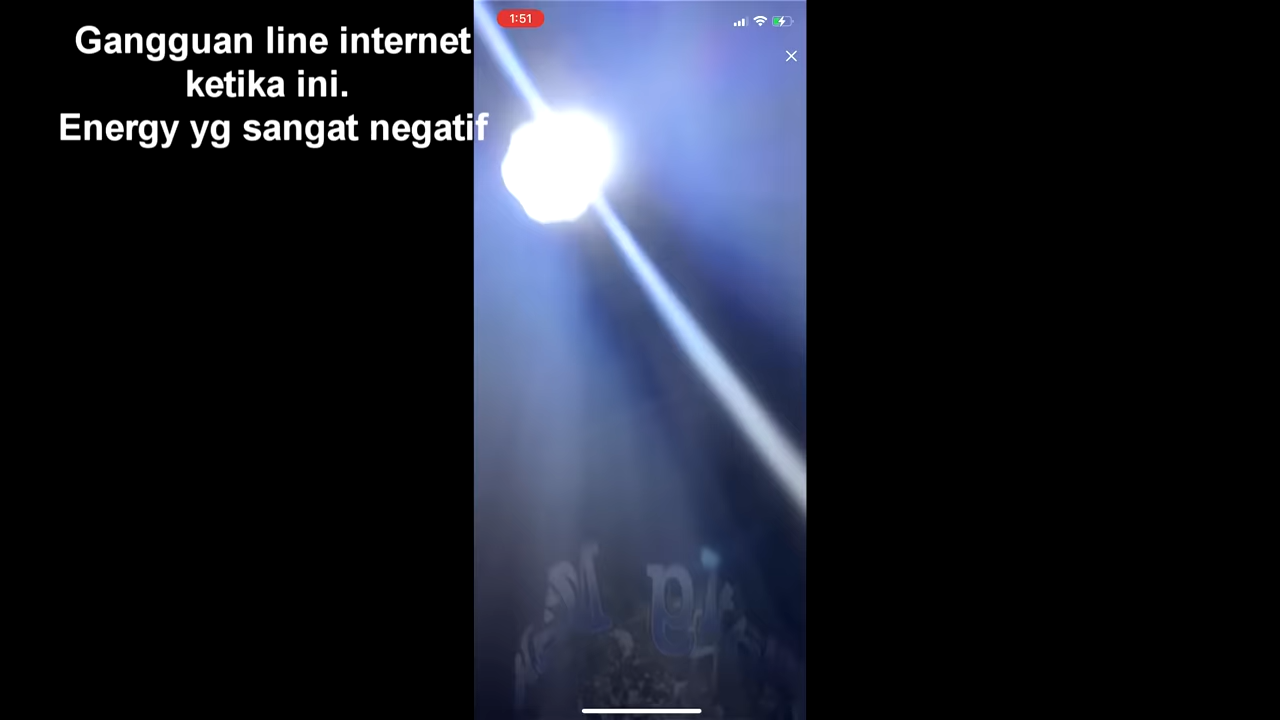 Gangguan line internet
ketika ini.
Energy yg sangat negatif
1:51